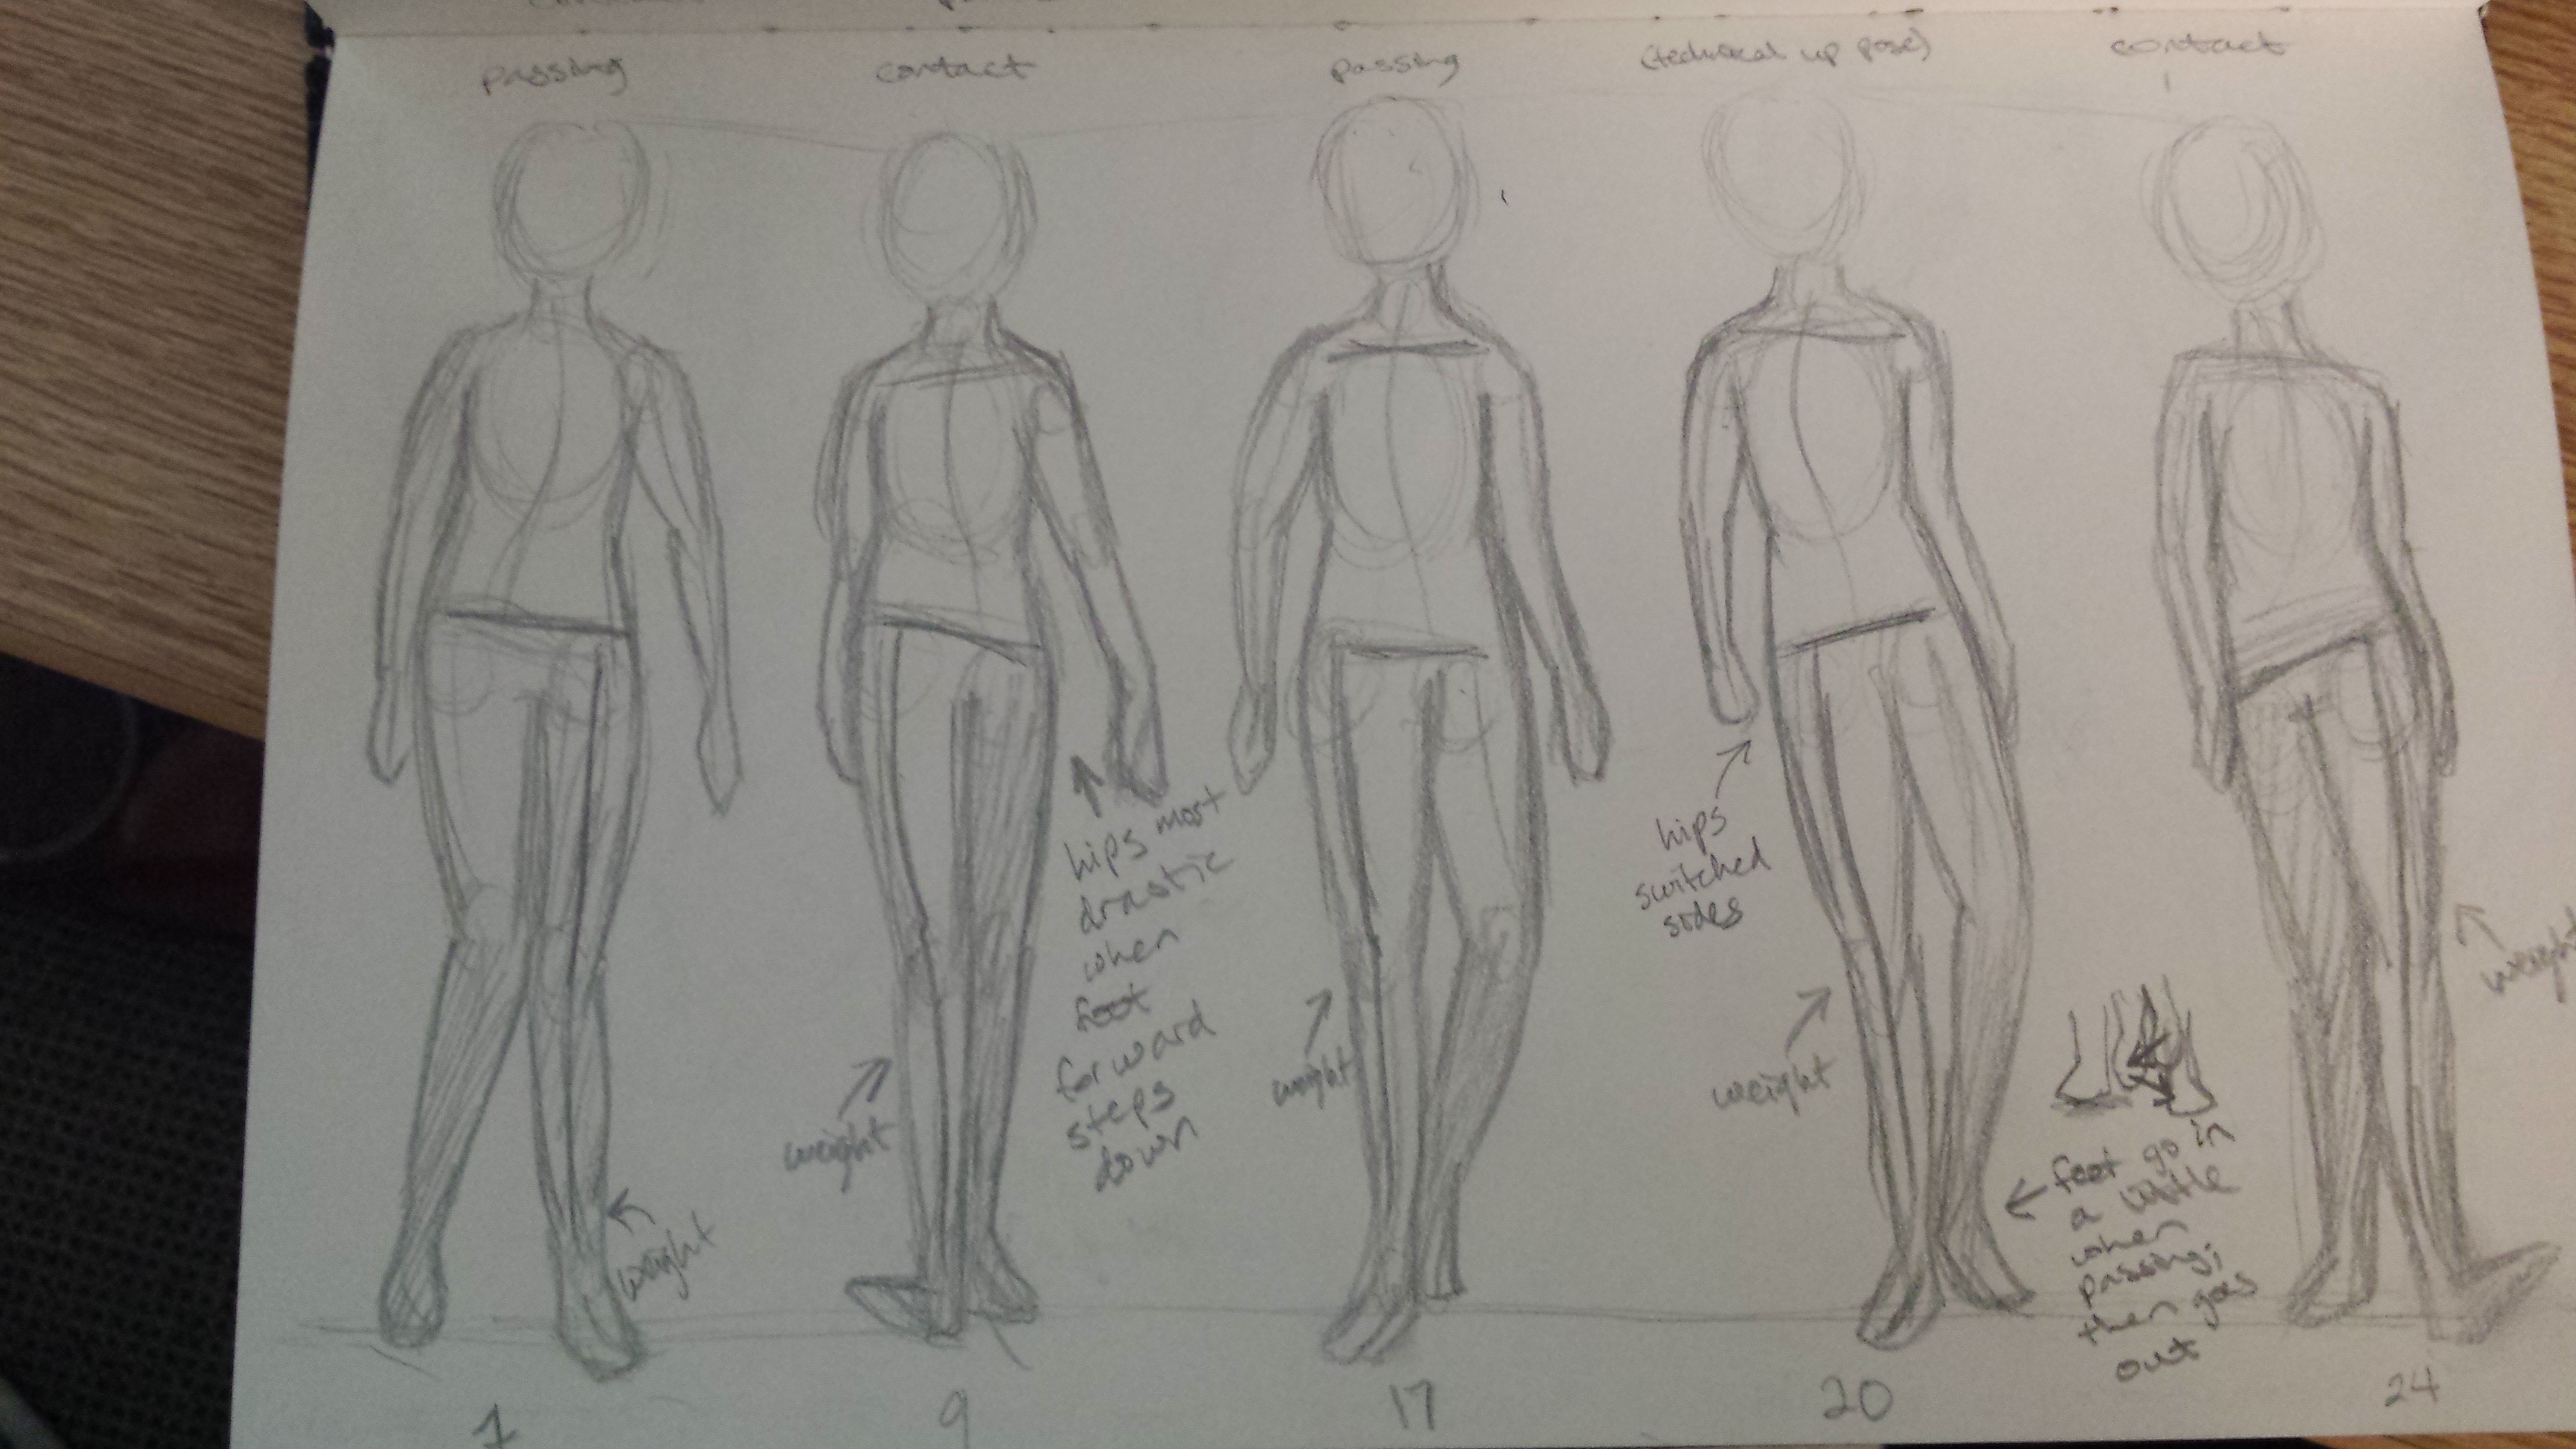 passing
contact
passing
(technical up pose)
contact
hips most
drastic
when
foot
forward
steps
down
hips
switched
sides
weight
weight
weight
weight
weight
feet go in
a little
when
passing;
then goes
out
1
9
17
20
24